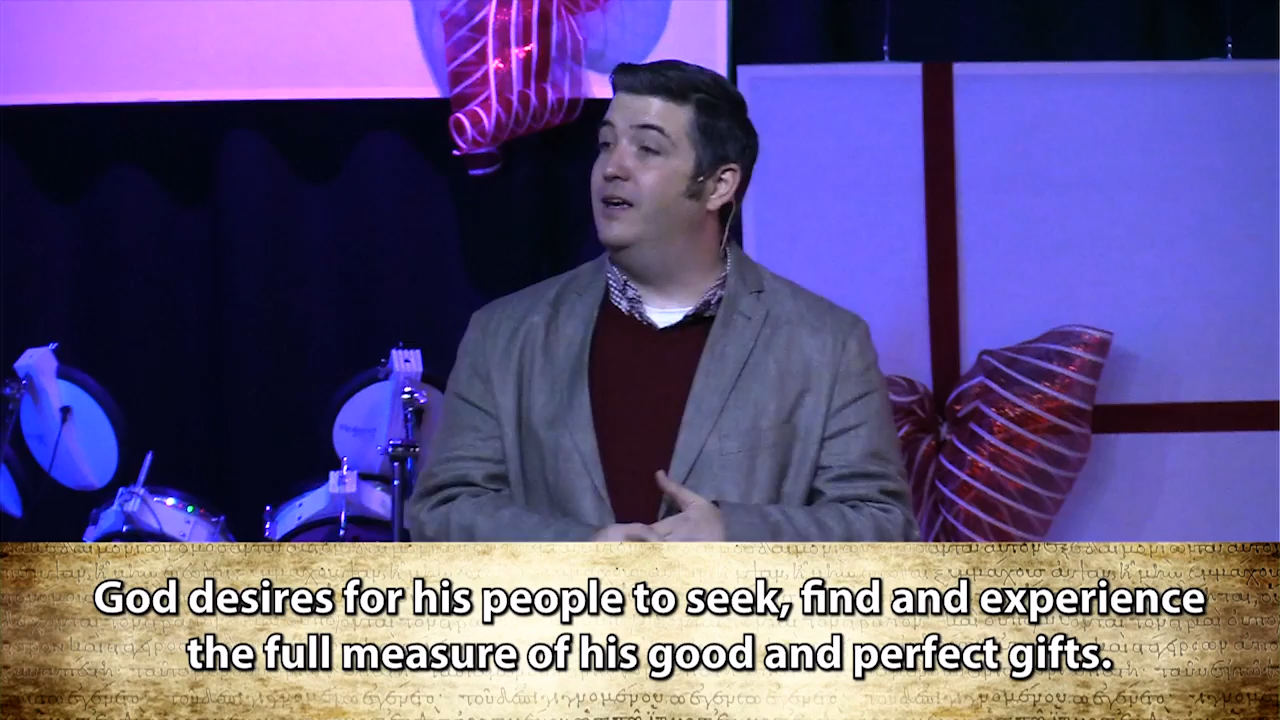 God desires for his people to seek, find and experience
the full measure of his good and perfect gifts.